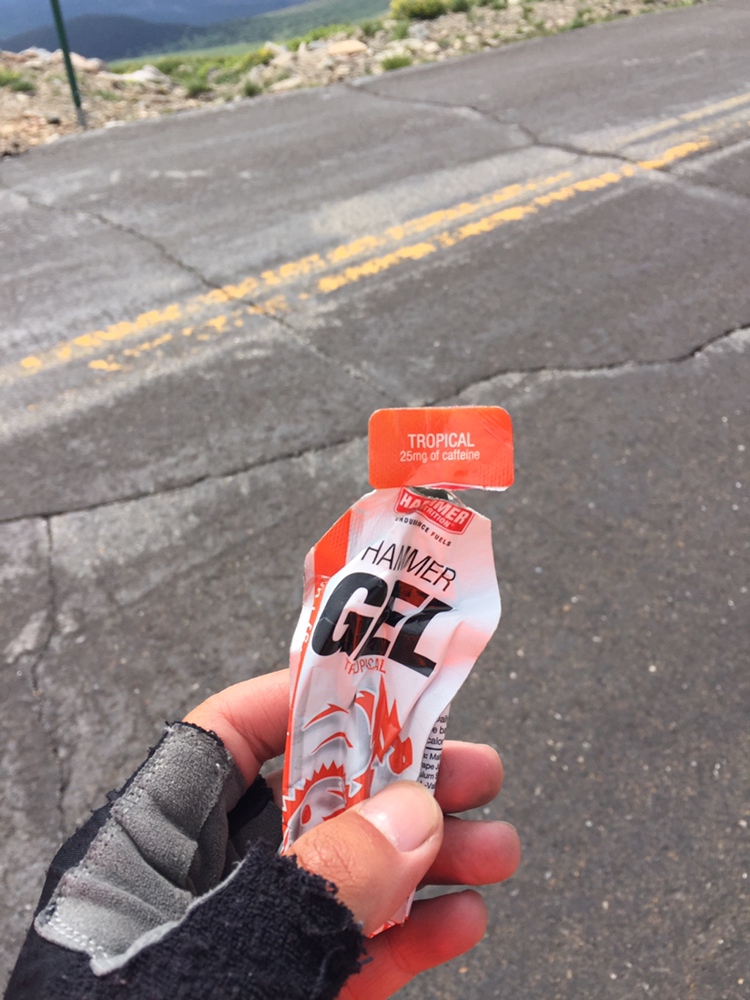 TROPICAL
25mg of caffeine
HAMMER
NUTRITION
ENDURANCE FUELS
HAMMER
GEL
TROPICAL